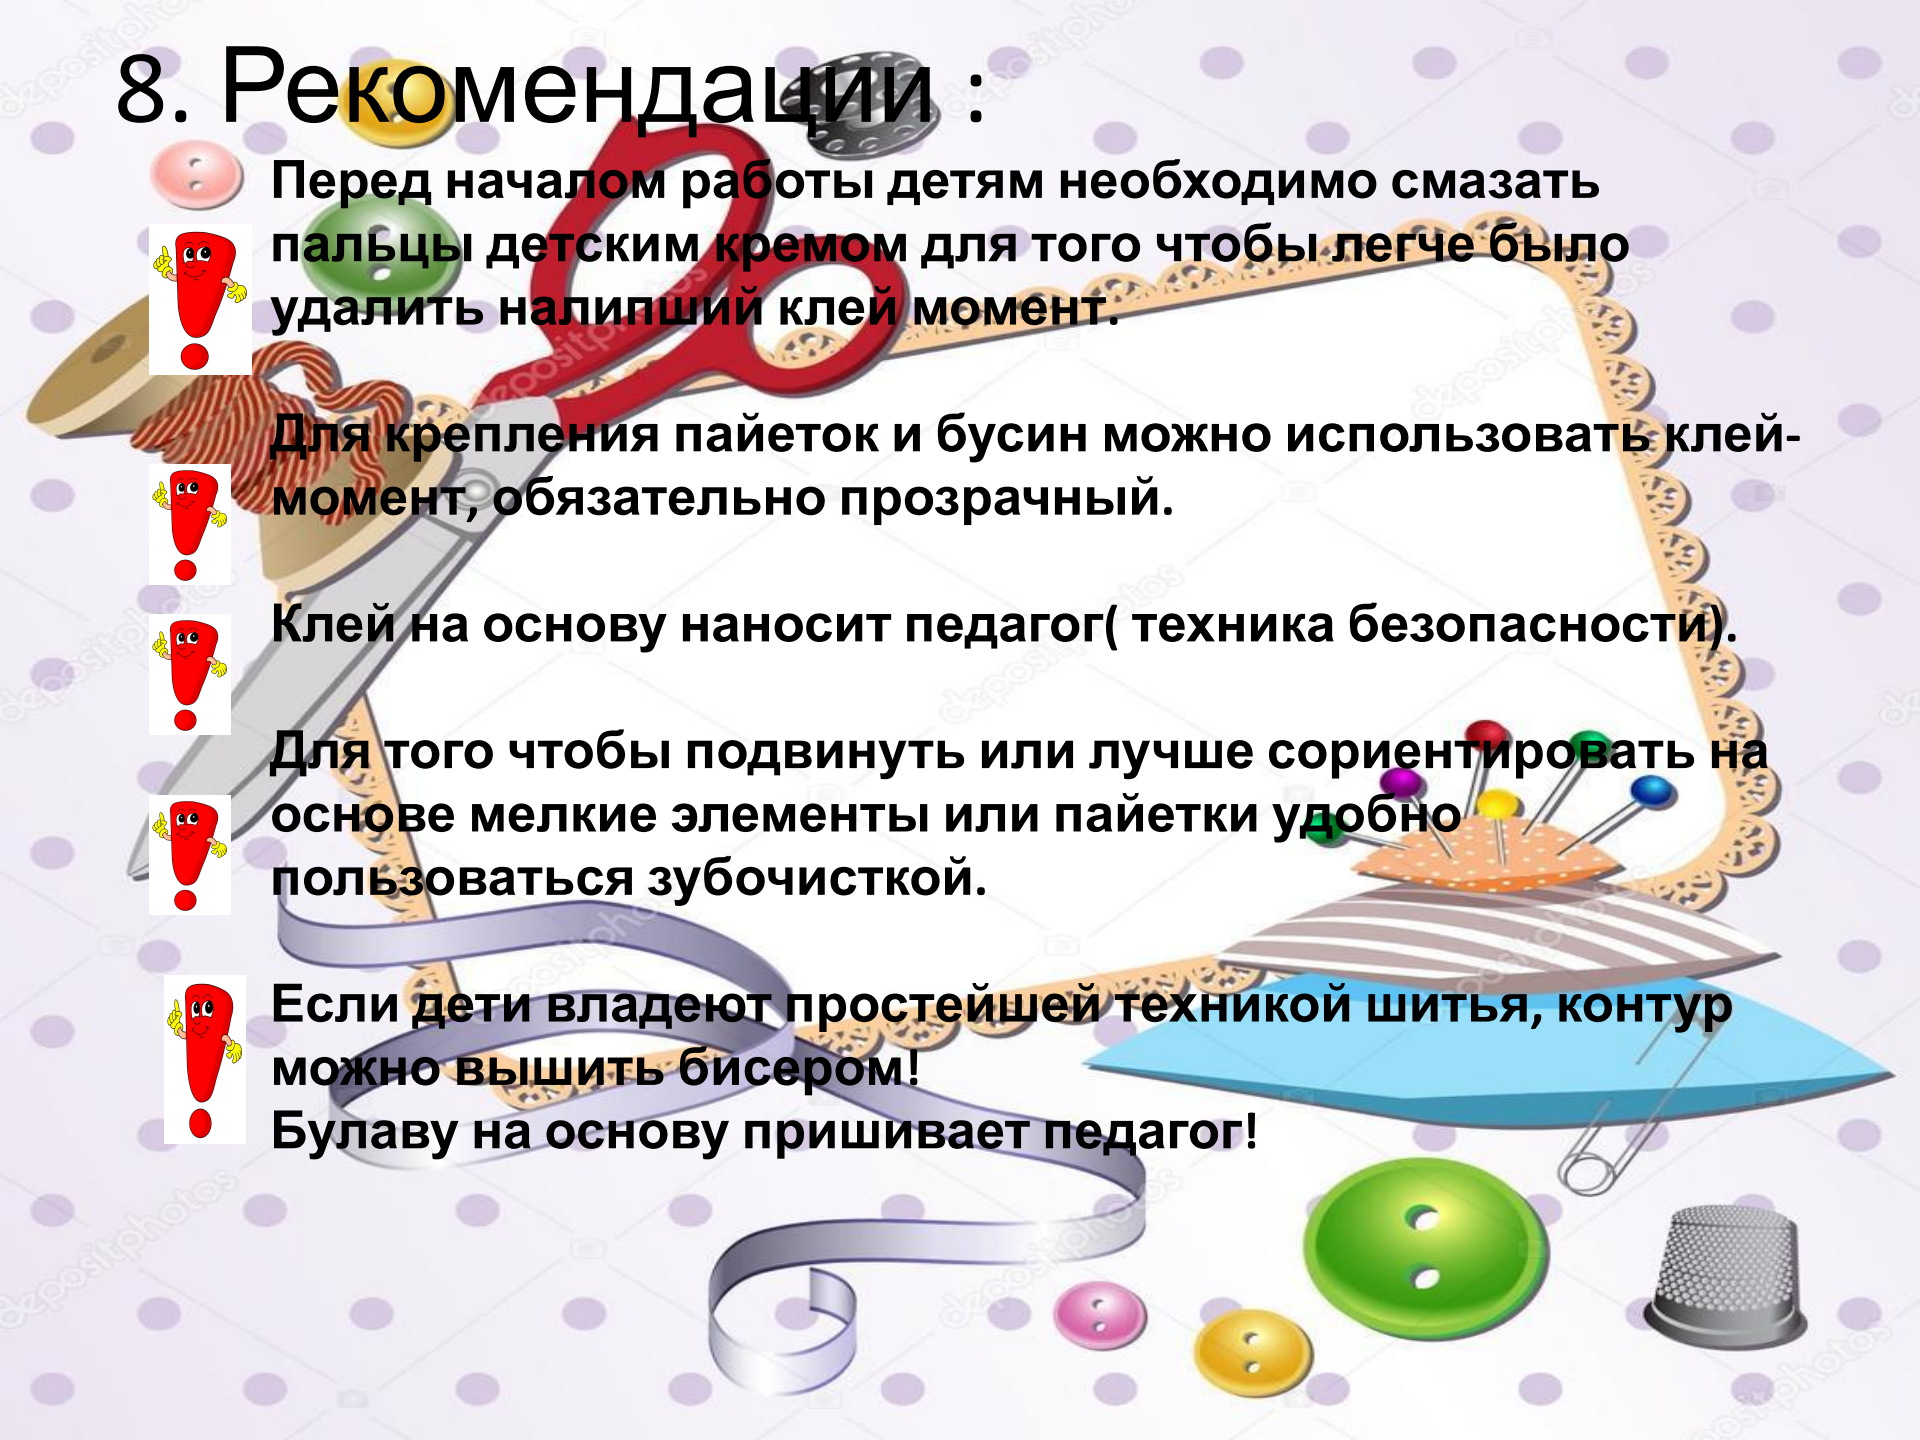 8. Рекомендации :
Перед началом работы детям необходимо смазать
пальцы детским кремом для того чтобы легче было
удалить налипший клей момент.
Для крепления пайеток и бусин можно использовать клей-
момент, обязательно прозрачный.
Клей на основу наносит педагог( техника безопасности).
Для того чтобы подвинуть или лучше сориентировать на
основе мелкие элементы или пайетки удобно
пользоваться зубочисткой.
Если дети владеют простейшей техникой шитья, контур
можно вышить бисером!
Булаву на основу пришивает педагог!
depositphotos